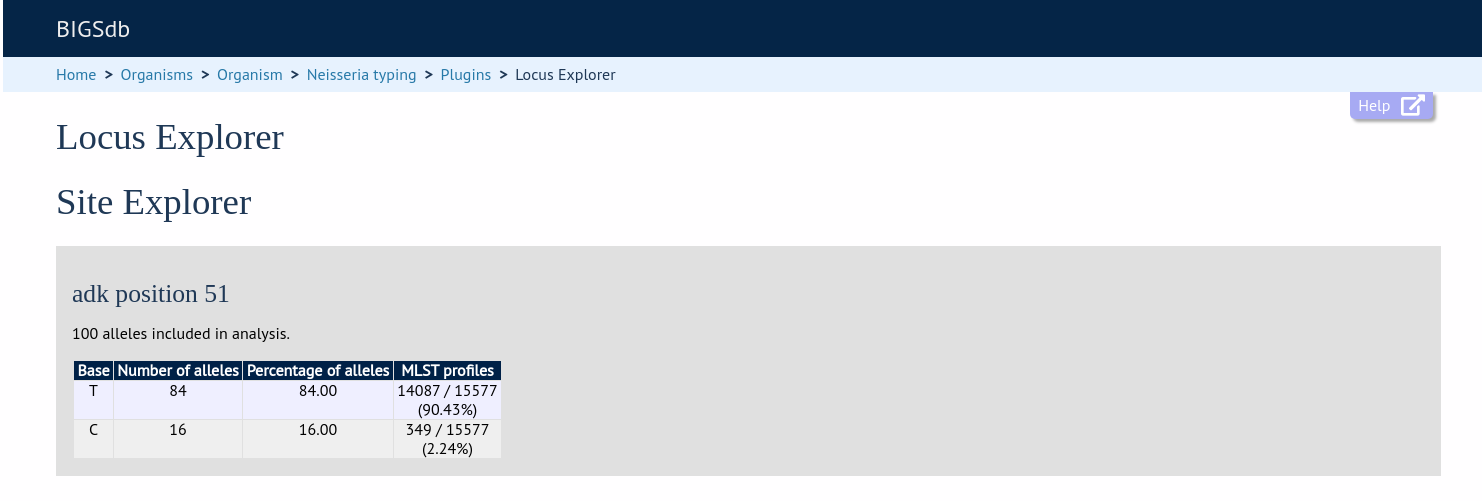 BIGSdb
Home > Organisms > Organism > Neisseria typing > Plugins > Locus Explorer
Help
Locus Explorer
Site Explorer
adk position 51
100 alleles included in analysis.
Base Number of alleles Percentage of alleles MLST profiles
T 84 84.00 14087 / 15577
(90.43%)
C 16 16.00 349 / 15577
(2.24%)